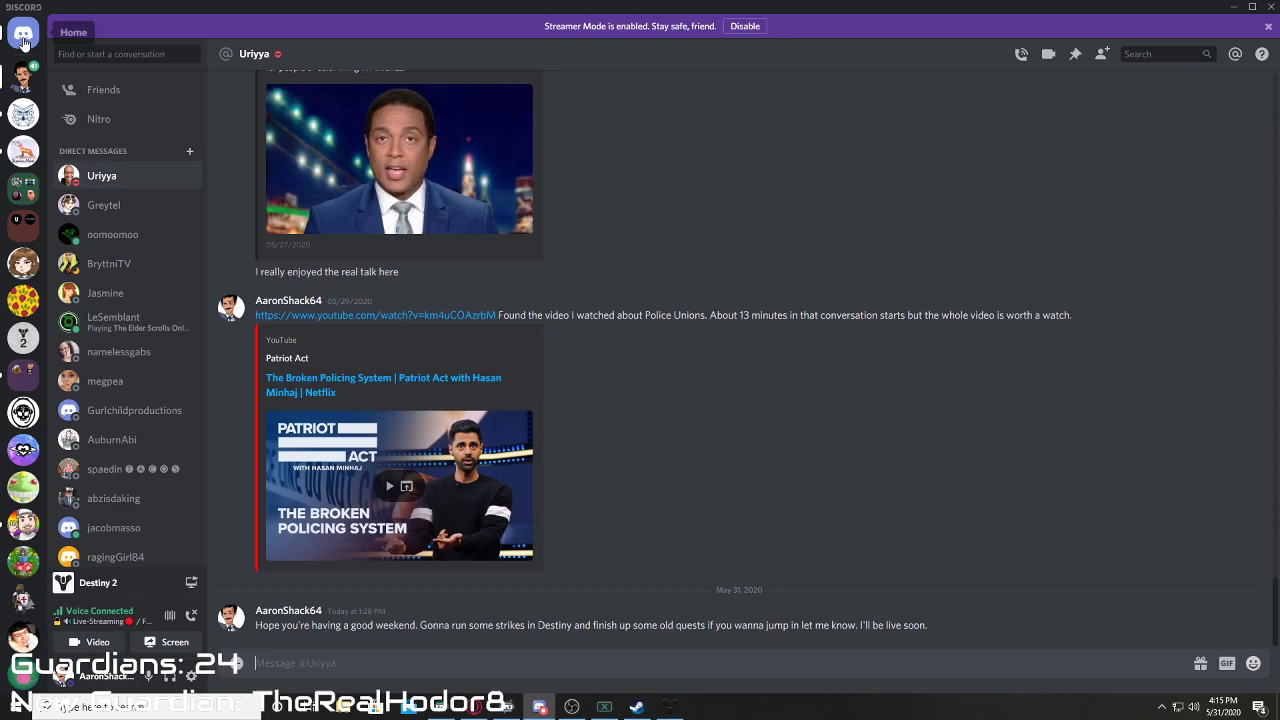 DISCORD
Streamer Mode is enabled. Stay safe, friend. Disable
Home
Find or start a conversation
Uriyya
Search
Friends
Nitro
DIRECT MESSAGES
Uriyya
Greytel
oomoomoo
BryttniTV
Jasmine
LeSemblant
Playing The Elder Scrolls Onl...
namelessgabs
megpea
Gurlchildproductions
AuburnAbi
spaedin 🅣 🅐 🅒 🅞 🅢
abzisdaking
jacobmasso
ragingGirl84
Destiny 2
Voice Connected
Live-Streaming 🔴 / F...
Video
Screen
AaronShack...
05/27/2020
I really enjoyed the real talk here
AaronShack64 05/29/2020
https://www.youtube.com/watch?v=km4uCOAzrbM Found the video I watched about Police Unions. About 13 minutes in that conversation starts but the whole video is worth a watch.
YouTube
Patriot Act
The Broken Policing System | Patriot Act with Hasan
Minhaj | Netflix
PATRIOT
ACT
WITH HASAN MINHAJ
THE BROKEN
POLICING SYSTEM
May 31, 2020
AaronShack64 Today at 1:28 PM
Hope you're having a good weekend. Gonna run some strikes in Destiny and finish up some old quests if you wanna jump in let me know. I'll be live soon.
Message @Uriyya
GIF
Guardians: 24
New Guardian: TheRealHodor8
4:15 PM
5/31/2020